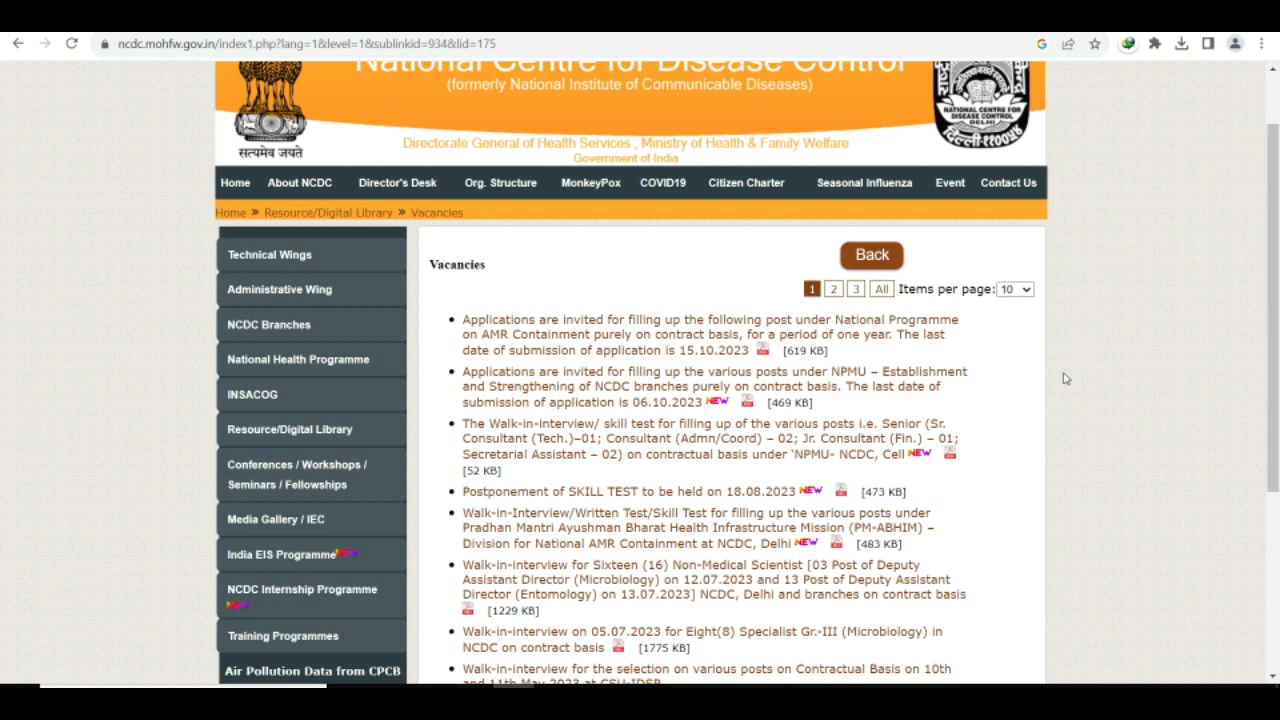 ncdc.mohfw.gov.in/index1.php?lang=1&level=1&sublinkid=934&lid=175
National Centre for Disease Control
(formerly National Institute of Communicable Diseases)
सत्यमेव जयते
NATIONAL CENTRE FOR
DISEASE CONTROL
DELHI
Directorate General of Health Services , Ministry of Health & Family Welfare
Government of India
Home About NCDC Director's Desk Org. Structure MonkeyPox COVID19 Citizen Charter Seasonal Influenza Event Contact Us
Home » Resource/Digital Library » Vacancies
Technical Wings
Administrative Wing
NCDC Branches
National Health Programme
INSACOG
Resource/Digital Library
Conferences / Workshops /
Seminars / Fellowships
Media Gallery / IEC
India EIS Programme NEW
NCDC Internship Programme
NEW
Training Programmes
Air Pollution Data from CPCB
Back
Vacancies
1 2 3 All Items per page: 10
• Applications are invited for filling up the following post under National Programme
on AMR Containment purely on contract basis, for a period of one year. The last
date of submission of application is 15.10.2023 [619 KB]
• Applications are invited for filling up the various posts under NPMU – Establishment
and Strengthening of NCDC branches purely on contract basis. The last date of
submission of application is 06.10.2023 NEW [469 KB]
• The Walk-in-interview/ skill test for filling up of the various posts i.e. Senior (Sr.
Consultant (Tech.)–01; Consultant (Admn/Coord) – 02; Jr. Consultant (Fin.) – 01;
Secretarial Assistant – 02) on contractual basis under 'NPMU- NCDC, Cell NEW
[52 KB]
• Postponement of SKILL TEST to be held on 18.08.2023 NEW [473 KB]
• Walk-in-Interview/Written Test/Skill Test for filling up the various posts under
Pradhan Mantri Ayushman Bharat Health Infrastructure Mission (PM-ABHIM) –
Division for National AMR Containment at NCDC, Delhi NEW [483 KB]
• Walk-in-interview for Sixteen (16) Non-Medical Scientist [03 Post of Deputy
Assistant Director (Microbiology) on 12.07.2023 and 13 Post of Deputy Assistant
Director (Entomology) on 13.07.2023] NCDC, Delhi and branches on contract basis
[1229 KB]
• Walk-in-interview on 05.07.2023 for Eight(8) Specialist Gr.-III (Microbiology) in
NCDC on contract basis [1775 KB]
• Walk-in-interview for the selection on various posts on Contractual Basis on 10th
and 11th May 2023 at CSU-IDSP